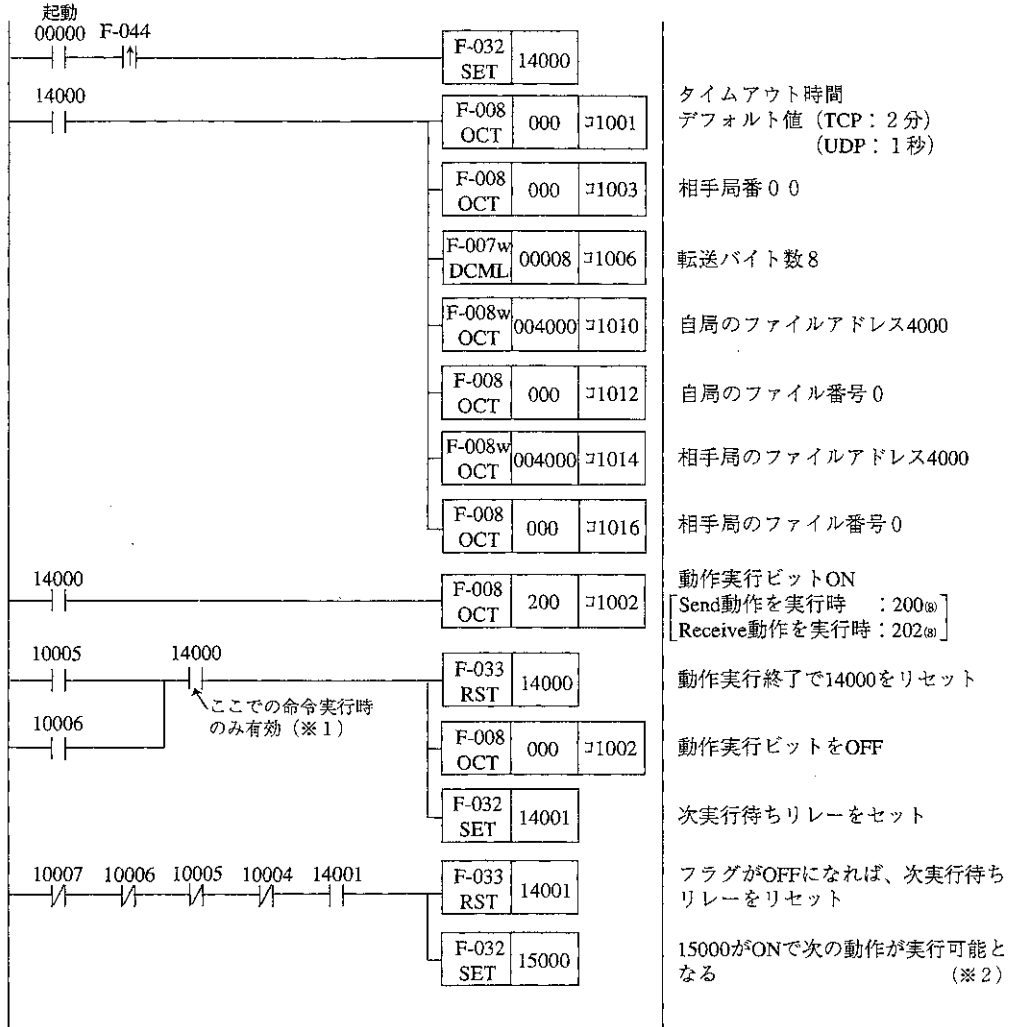 起動
00000 F-044
F-032
SET 14000
14000
F-008
OCT 000 コ1001
タイムアウト時間
デフォルト値(TCP:2分)
(UDP:1秒)
F-008
OCT 000 コ1003
相手局番00
F-007w
DCML 00008 コ1006
転送バイト数8
F-008w
OCT 004000 コ1010
自局のファイルアドレス4000
F-008
OCT 000 コ1012
自局のファイル番号0
F-008w
OCT 004000 コ1014
相手局のファイルアドレス4000
F-008
OCT 000 コ1016
相手局のファイル番号0
14000
F-008
OCT 200 コ1002
動作実行ビットON
[Send動作を実行時 :200(8)]
[Receive動作を実行時:202(8)]
10005 14000
F-033
RST 14000
動作実行終了で14000をリセット
ここでの命令実行時
のみ有効(※1)
10006
F-008
OCT 000 コ1002
動作実行ビットをOFF
F-032
SET 14001
次実行待ちリレーをセット
10007 10006 10005 10004 14001
F-033
RST 14001
フラグがOFFになれば、次実行待ち
リレーをリセット
F-032
SET 15000
15000がONで次の動作が実行可能と
なる (※2)